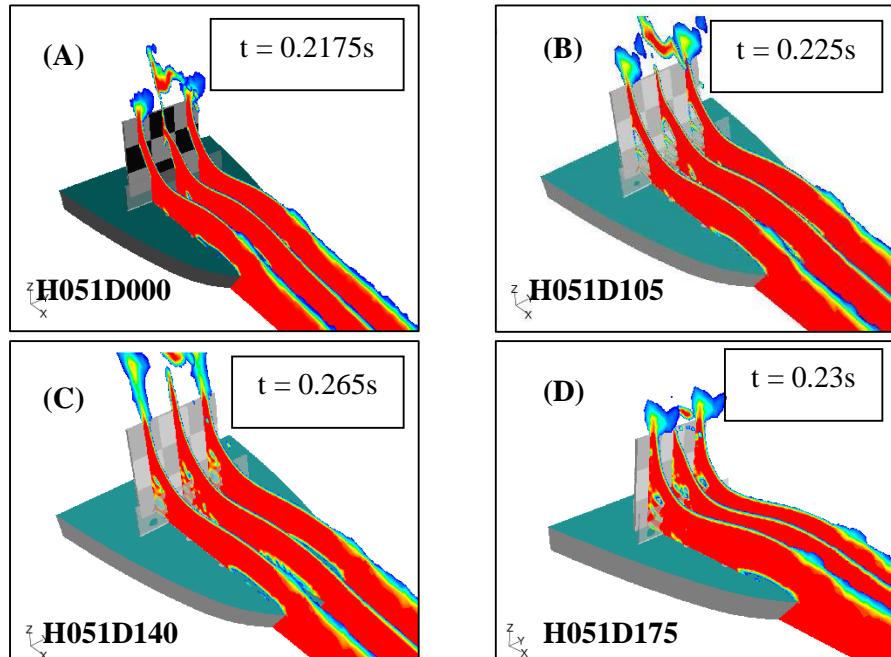 (A)
t = 0.2175s
Z
Y
X
H051D000
(B)
t = 0.225s
Z
Y
X
H051D105
(C)
t = 0.265s
Z
Y
X
H051D140
(D)
t = 0.23s
Z
Y
X
H051D175